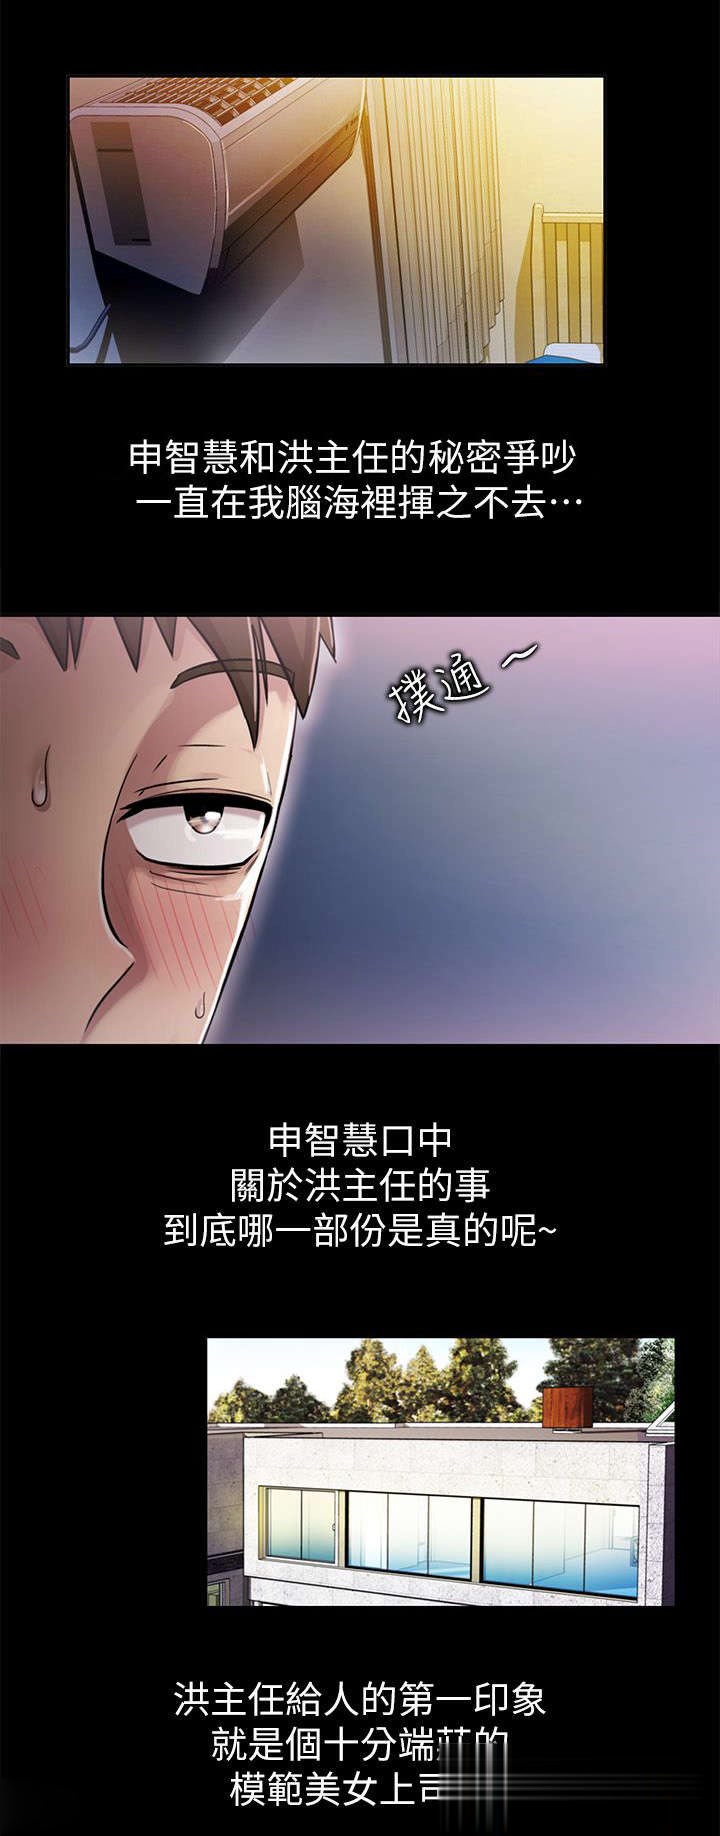 申智慧和洪主任的秘密爭吵
一直在我腦海裡揮之不去…
撲通~
申智慧口中
關於洪主任的事
到底哪一部份是真的呢~
洪主任給人的第一印象
就是個十分端莊的
模範美女上司